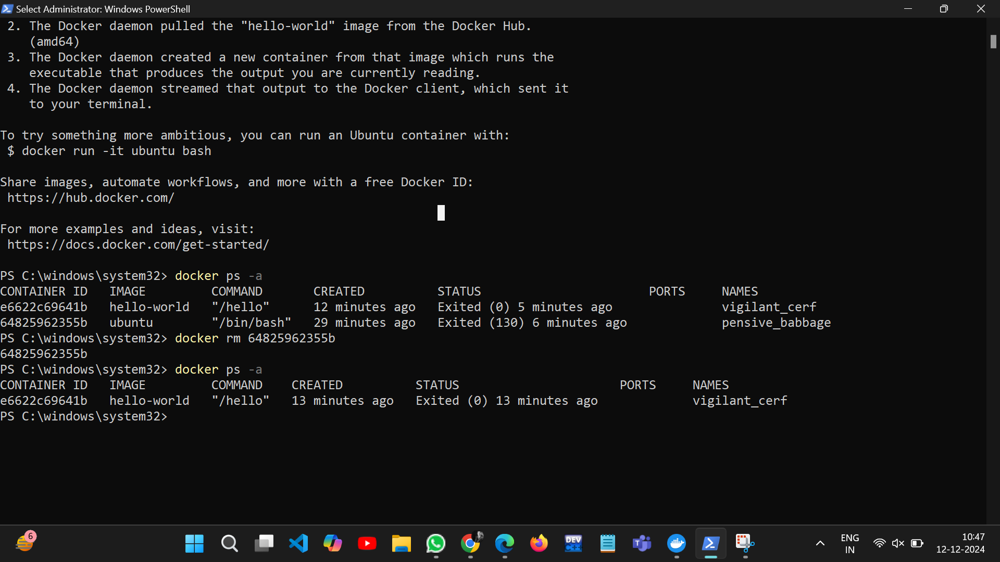 Select Administrator: Windows PowerShell
2. The Docker daemon pulled the "hello-world" image from the Docker Hub.
(amd64)
3. The Docker daemon created a new container from that image which runs the
executable that produces the output you are currently reading.
4. The Docker daemon streamed that output to the Docker client, which sent it
to your terminal.
To try something more ambitious, you can run an Ubuntu container with:
$ docker run -it ubuntu bash
Share images, automate workflows, and more with a free Docker ID:
https://hub.docker.com/
For more examples and ideas, visit:
https://docs.docker.com/get-started/
PS C:\windows\system32> docker ps -a
CONTAINER ID IMAGE COMMAND CREATED STATUS PORTS NAMES
e6622c69641b hello-world "/hello" 12 minutes ago Exited (0) 5 minutes ago vigilant_cerf
64825962355b ubuntu "/bin/bash" 29 minutes ago Exited (130) 6 minutes ago pensive_babbage
PS C:\windows\system32> docker rm 64825962355b
64825962355b
PS C:\windows\system32> docker ps -a
CONTAINER ID IMAGE COMMAND CREATED STATUS PORTS NAMES
e6622c69641b hello-world "/hello" 13 minutes ago Exited (0) 13 minutes ago vigilant_cerf
PS C:\windows\system32>
6
DEV
C++
T
ENG
IN
10:47
12-12-2024